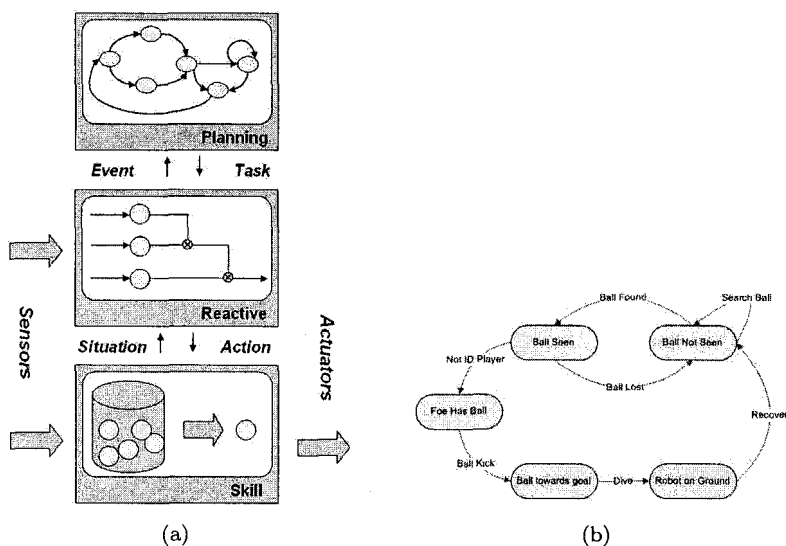 Planning
Event
Task
Reactive
Situation
Action
Skill
Sensors
Actuators
(a)
Ball Found
Search Ball
Ball Seen
Ball Not Seen
Not ID Player
Ball Lost
Foe Has Ball
Recover
Ball Kick
Ball towards goal
Dive
Robot on Ground
(b)